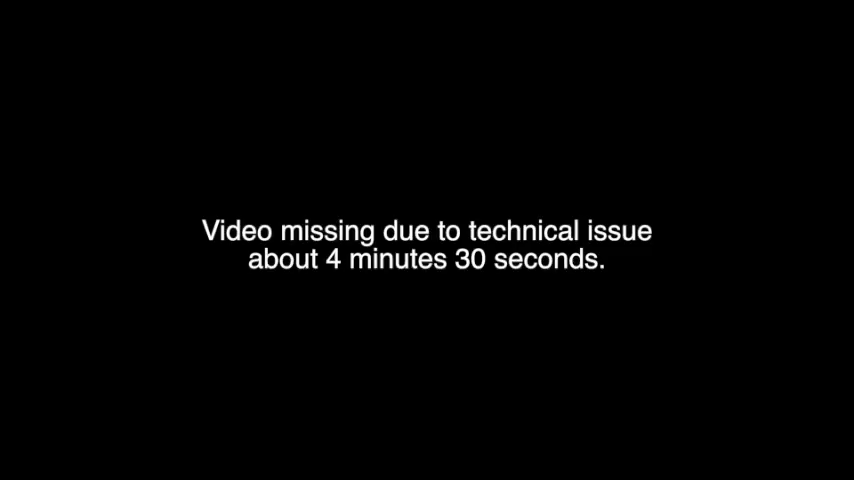 Video missing due to technical issue
about 4 minutes 30 seconds.